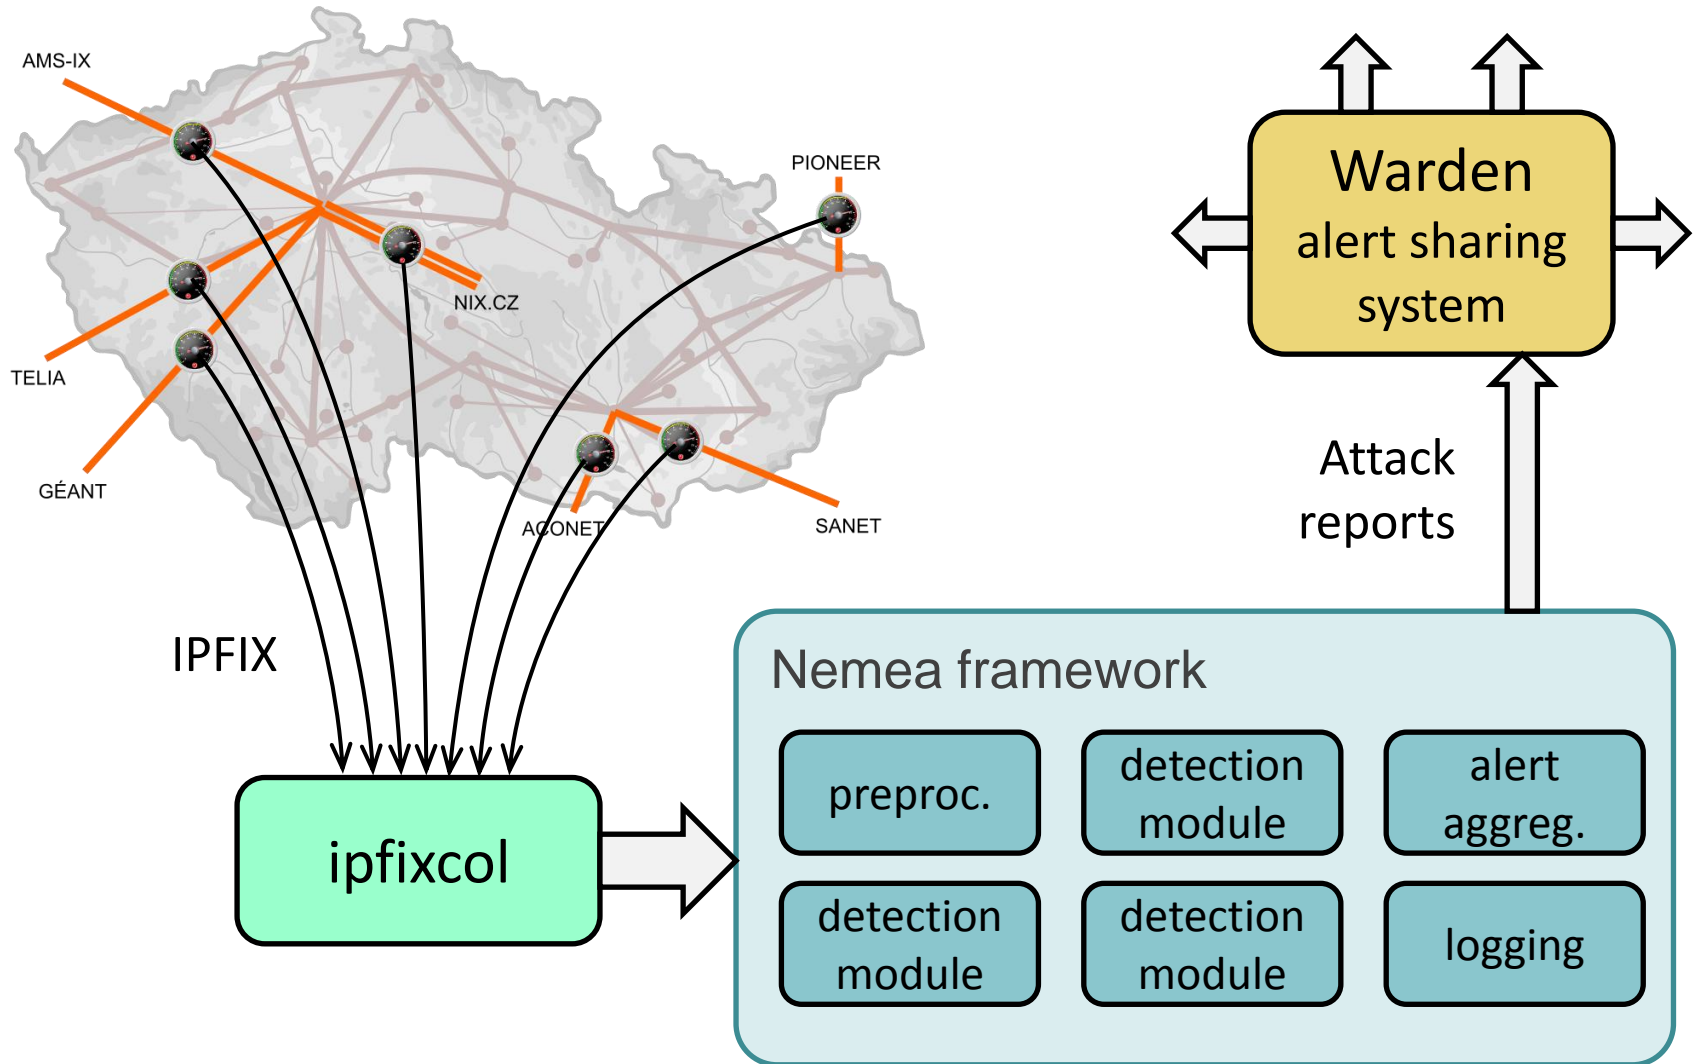 AMS-IX
PIONEER
NIX.CZ
TELIA
GÉANT
ACONET
SANET
IPFIX
ipfixcol
Warden
alert sharing
system
Attack
reports
Nemea framework
preproc.
detection
module
alert
aggreg.
detection
module
detection
module
logging